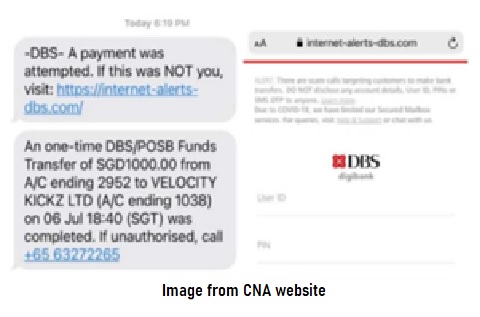 Today 6:19 PM
-DBS- A payment was
attempted. If this was NOT you,
visit: https://internet-alerts-
dbs.com/
An one-time DBS/POSB Funds
Transfer of SGD1000.00 from
A/C ending 2952 to VELOCITY
KICKZ LTD (A/C ending 1038)
on 06 Jul 18:40 (SGT) was
completed. If unauthorised, call
+65 63272265
AA internet-alerts-dbs.com
ALERT: There are scam calls targeting customers to make bank
transfers. DO NOT disclose any account details, User ID, PINs or
SMS OTP to anyone. Learn more.
Due to COVID-19, we have limited our Secured Mailbox
services. For queries, visit Help & Support or chat with us.
DBS
digibank
User ID
PIN
Image from CNA website